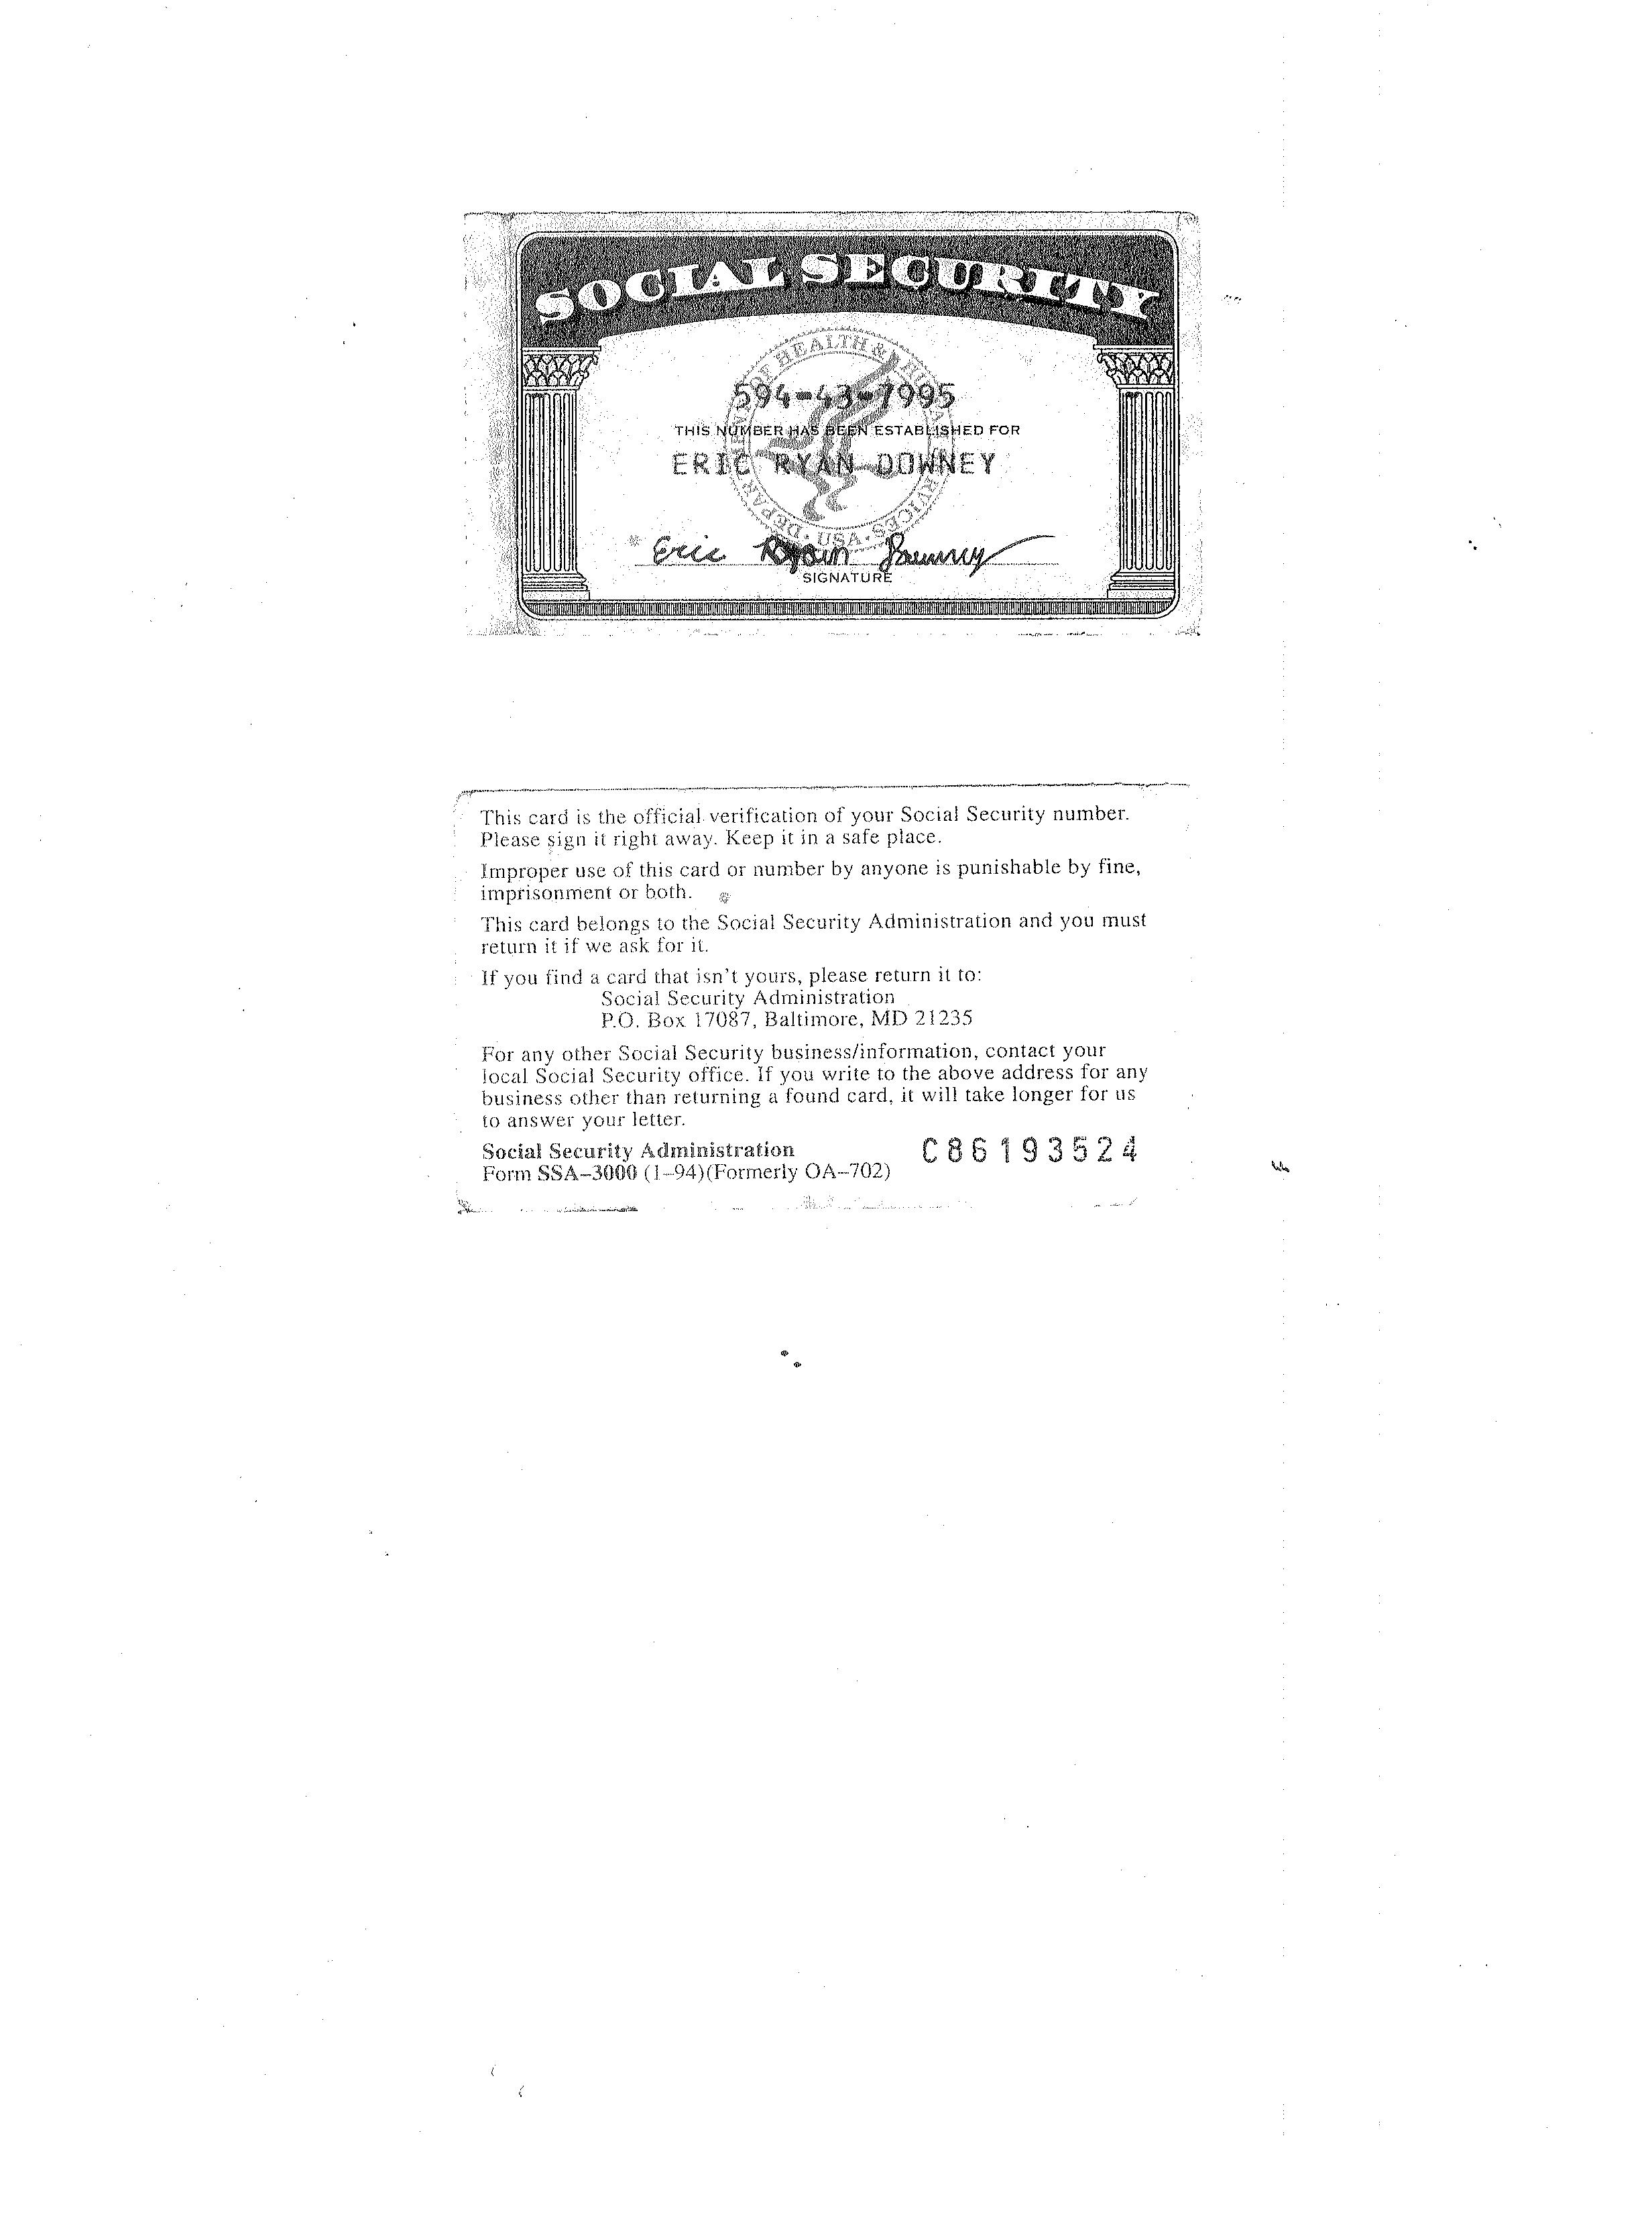 SOCIAL SECURITY
THIS NUMBER HAS BEEN ESTABLISHED FOR
ERIC RYAN DOWNEY
Eric Ryan Downey
SIGNATURE
This card is the official verification of your Social Security number.
Please sign it right away. Keep it in a safe place.
Improper use of this card or number by anyone is punishable by fine,
imprisonment or both.
This card belongs to the Social Security Administration and you must
return it if we ask for it.
If you find a card that isn't yours, please return it to:
Social Security Administration
P.O. Box 17087, Baltimore, MD 21235
For any other Social Security business/information, contact your
local Social Security office. If you write to the above address for any
business other than returning a found card, it will take longer for us
to answer your letter.
Social Security Administration
Form SSA-3000 (1-94)(Formerly OA-702)
C86193524